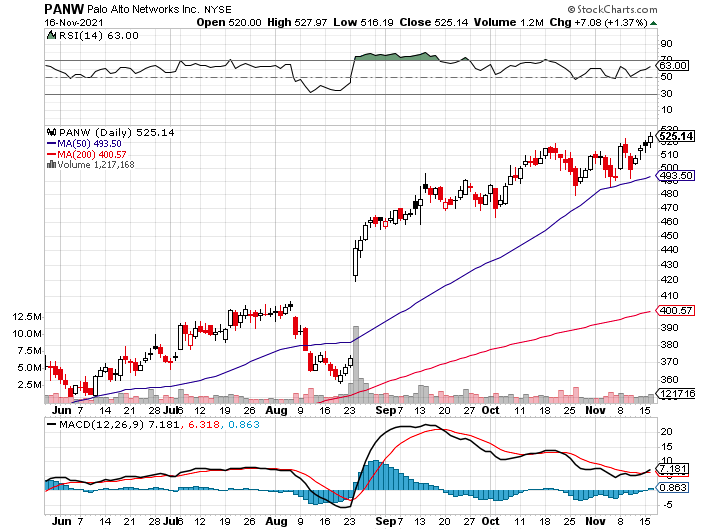 PANW Palo Alto Networks Inc. NYSE © StockCharts.com
16-Nov-2021 Open 520.00 High 527.97 Low 516.19 Close 525.14 Volume 1.2M Chg +7.08 (+1.37%)
RSI(14) 63.00
90
70
63.00
50
30
10
PANW (Daily) 525.14
MA(50) 493.50
MA(200) 400.57
Volume 1,217,168
525.14
520
510
493.50
480
470
460
450
440
430
420
410
400.57
390
380
370
360
12.5M
10.0M
7.5M
5.0M
2.5M
1217168
Jun 7 14 21 28 Jul 6 12 19 26 Aug 9 16 23 Sep 7 13 20 27 Oct 11 18 25 Nov 8 15
MACD(12,26,9) 7.181, 6.318, 0.863
20
15
10
7.181
0.863
-5
Jun 7 14 21 28 Jul 6 12 19 26 Aug 9 16 23 Sep 7 13 20 27 Oct 11 18 25 Nov 8 15